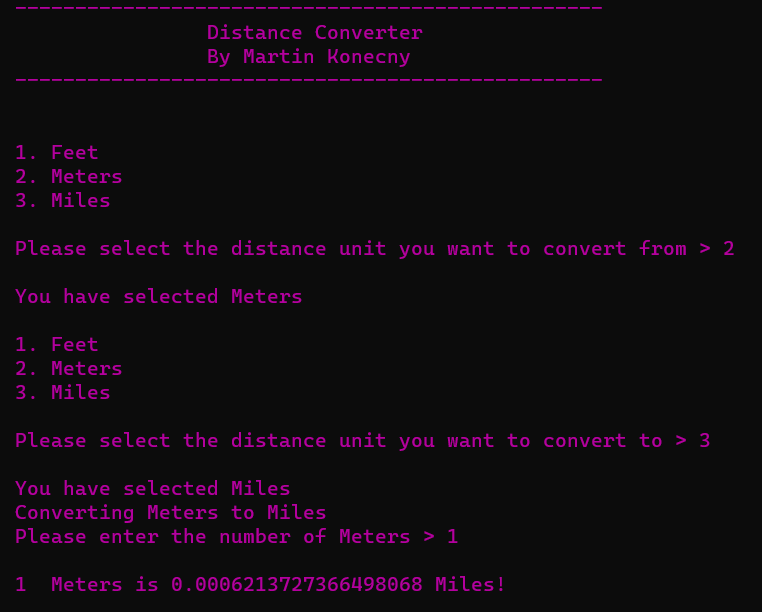 -------------------------------------------------
Distance Converter
By Martin Konecny
-------------------------------------------------
1. Feet
2. Meters
3. Miles
Please select the distance unit you want to convert from > 2
You have selected Meters
1. Feet
2. Meters
3. Miles
Please select the distance unit you want to convert to > 3
You have selected Miles
Converting Meters to Miles
Please enter the number of Meters > 1
1  Meters is 0.0006213727366498068 Miles!